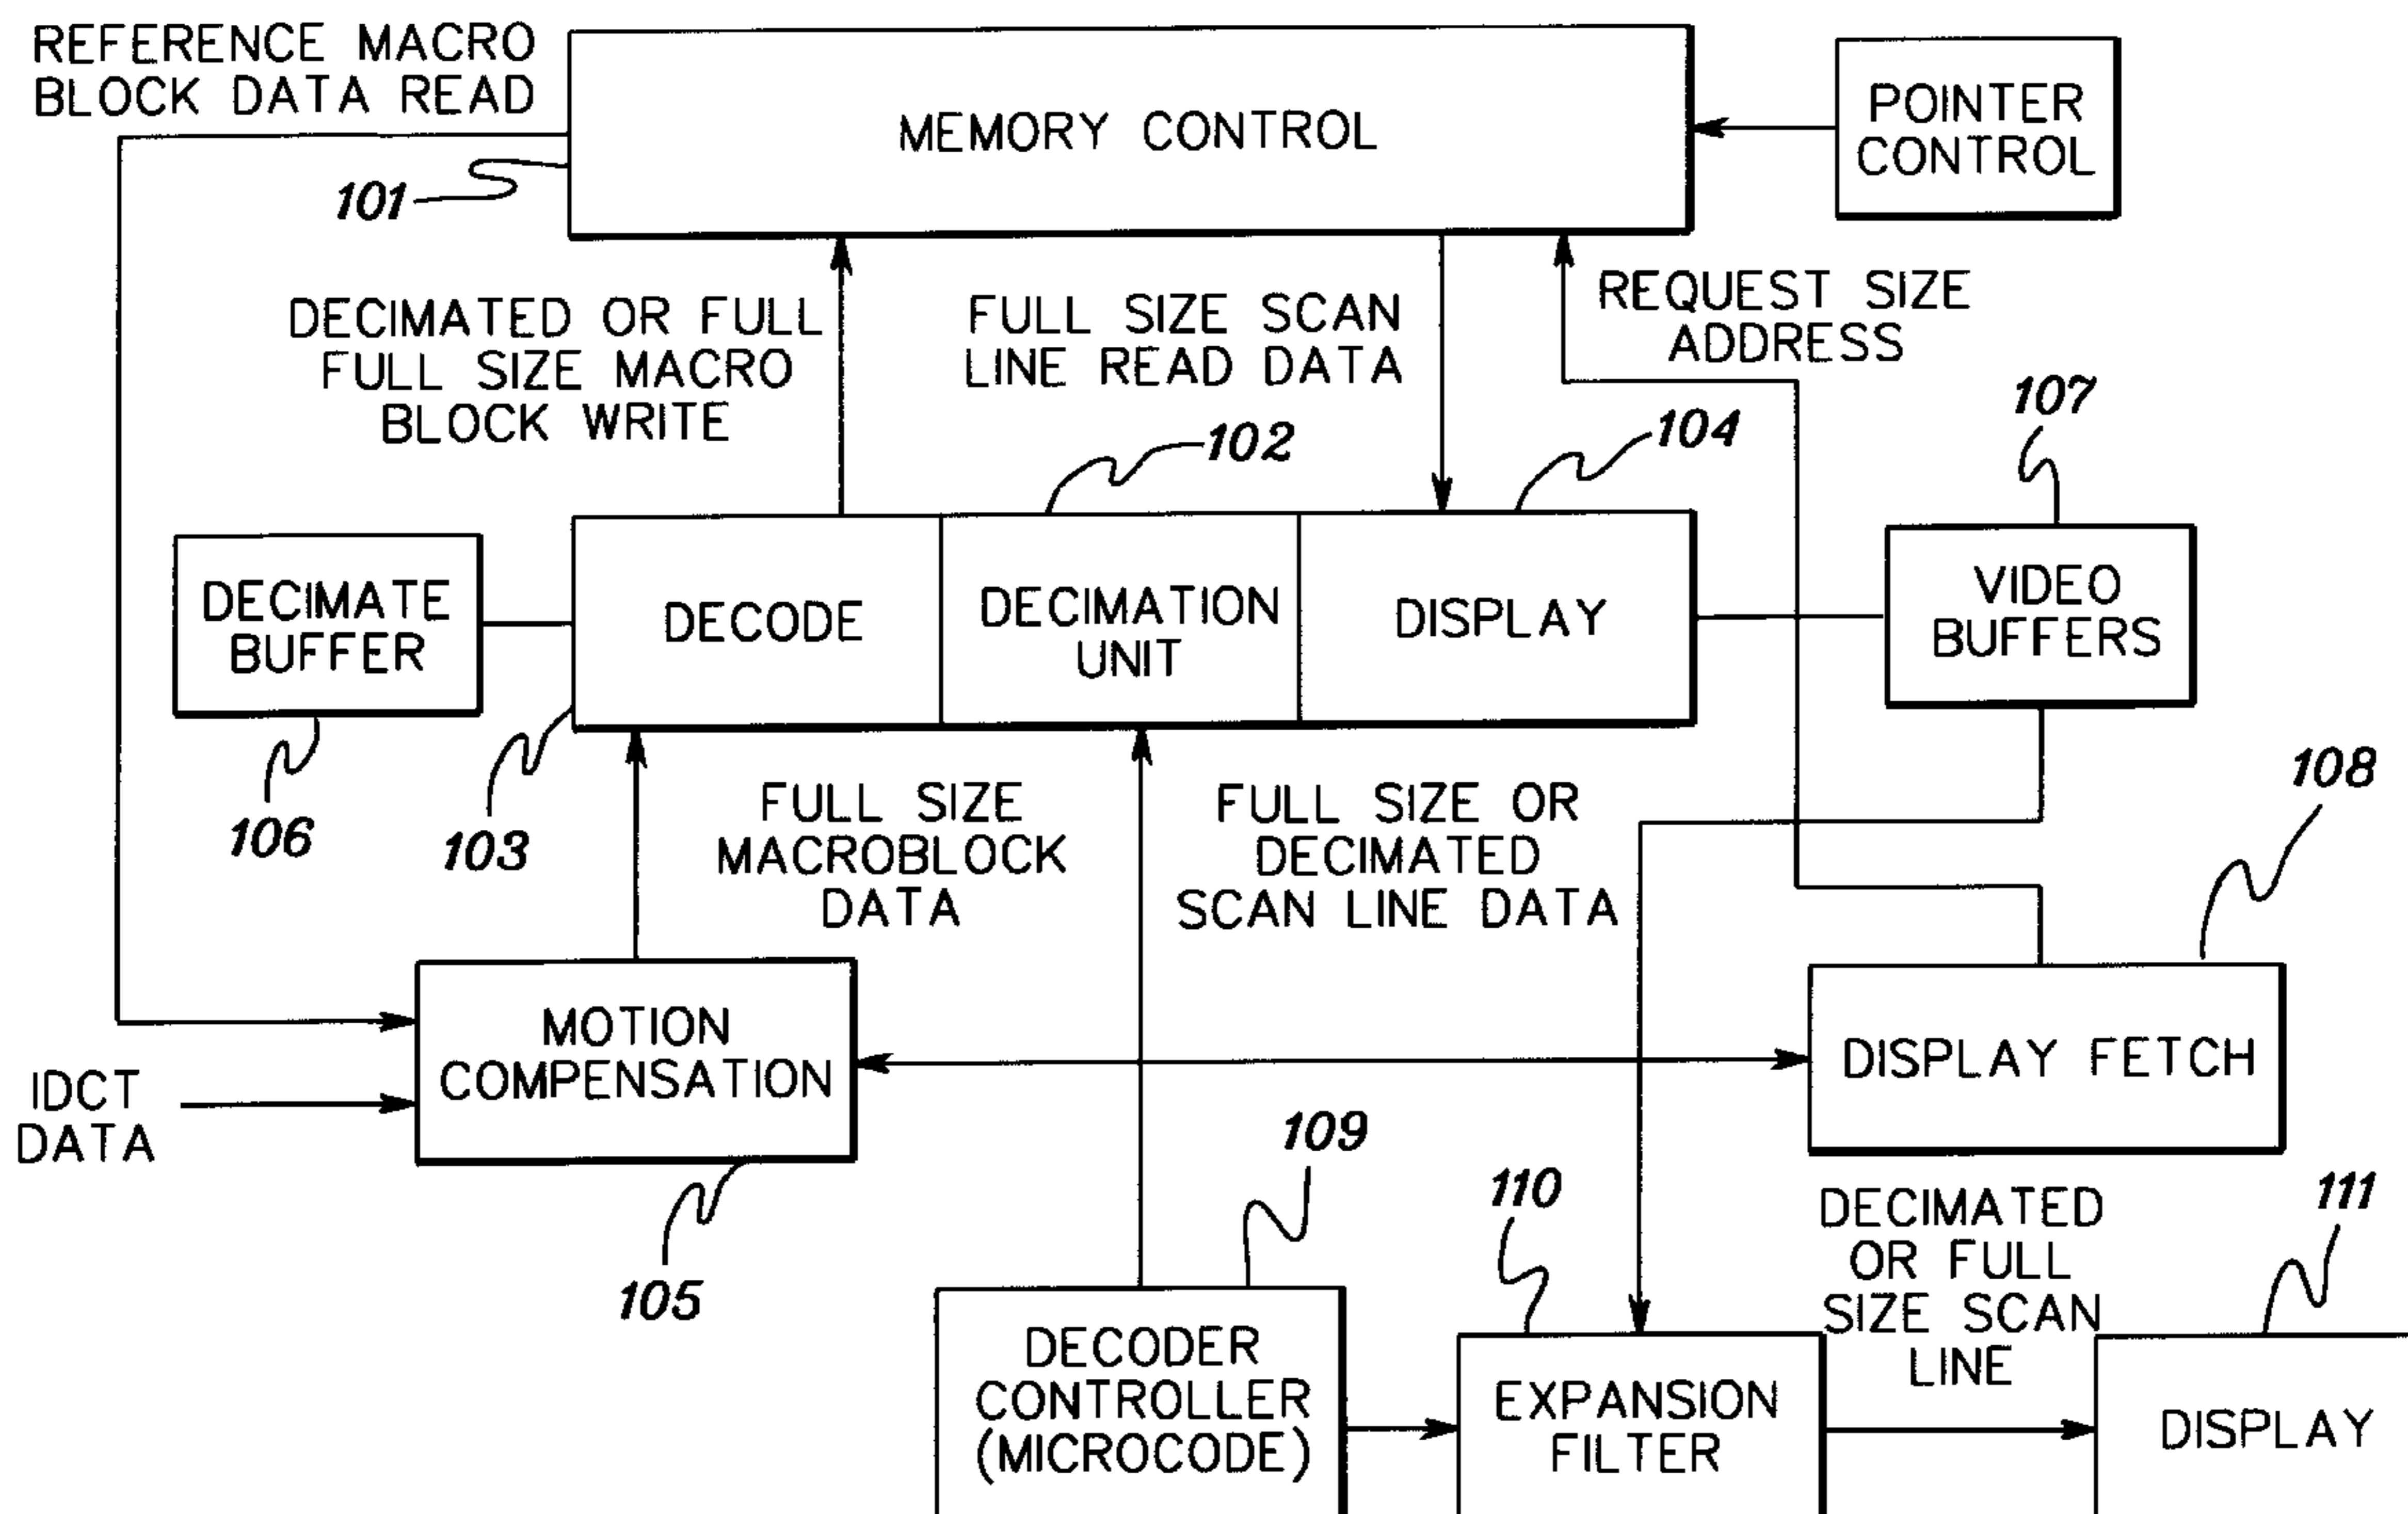 REFERENCE MACRO
BLOCK DATA READ
MEMORY CONTROL
POINTER
CONTROL
101
DECIMATED OR FULL
FULL SIZE MACRO
BLOCK WRITE
FULL SIZE SCAN
LINE READ DATA
REQUEST SIZE
ADDRESS
102
104
107
DECIMATE
BUFFER
DECODE
DECIMATION
UNIT
DISPLAY
VIDEO
BUFFERS
106
103
FULL SIZE
MACROBLOCK
DATA
FULL SIZE OR
DECIMATED
SCAN LINE DATA
108
MOTION
COMPENSATION
DISPLAY FETCH
IDCT
DATA
105
109
110
DECIMATED
OR FULL
SIZE SCAN
LINE
111
DECODER
CONTROLLER
(MICROCODE)
EXPANSION
FILTER
DISPLAY